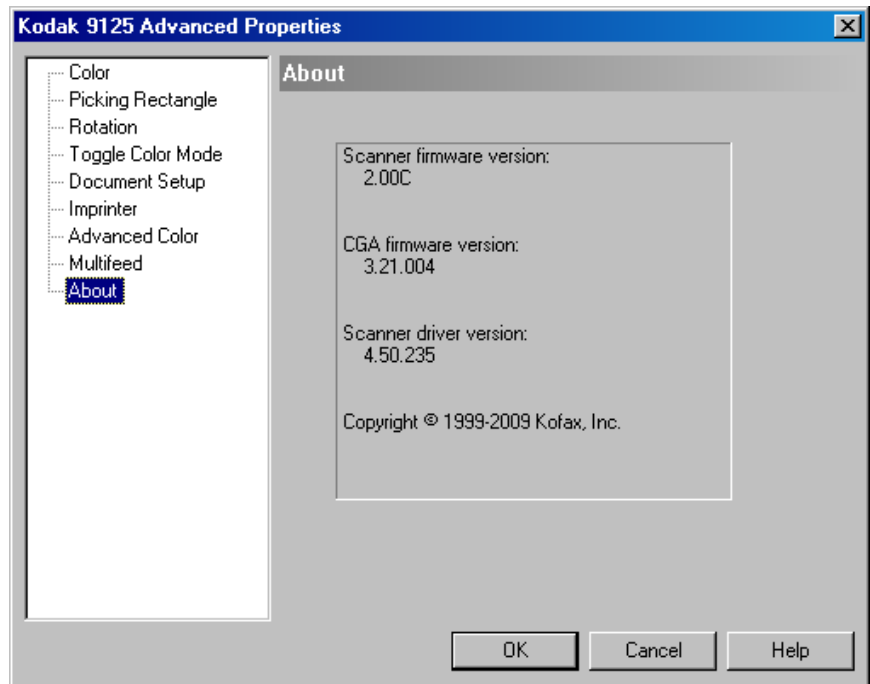 Kodak 9125 Advanced Properties
Color
Picking Rectangle
Rotation
Toggle Color Mode
Document Setup
Imprinter
Advanced Color
Multifeed
About
About
Scanner firmware version:
2.00C
CGA firmware version:
3.21.004
Scanner driver version:
4.50.235
Copyright © 1999-2009 Kofax, Inc.
OK
Cancel
Help